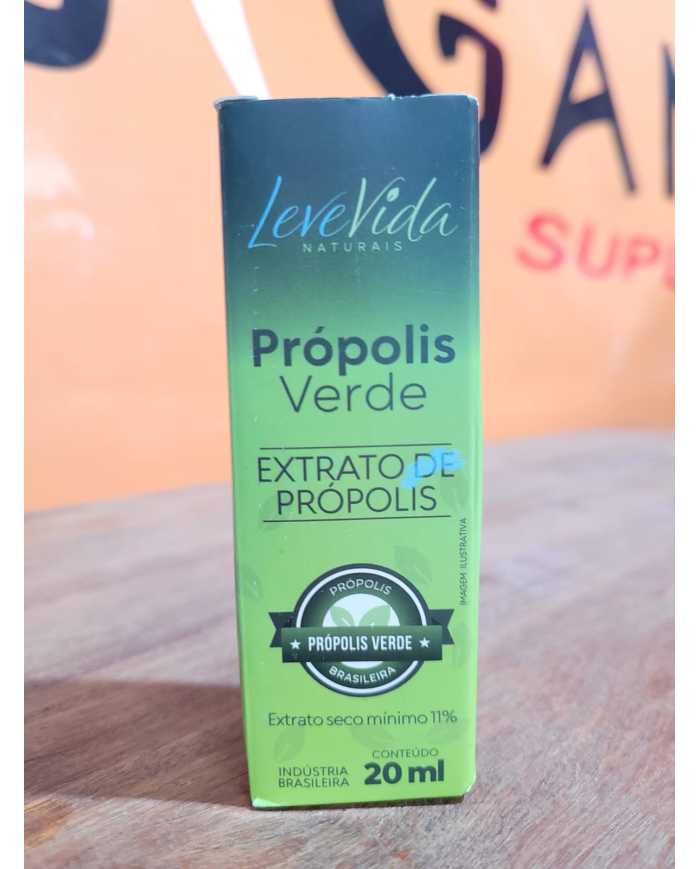 LeveVida
NATURAIS
Própolis
Verde
EXTRATO DE
PRÓPOLIS
IMAGEM ILUSTRATIVA
PRÓPOLIS
PRÓPOLIS VERDE
BRASILEIRA
Extrato seco mínimo 11%
INDÚSTRIA
BRASILEIRA
CONTEÚDO
20 ml